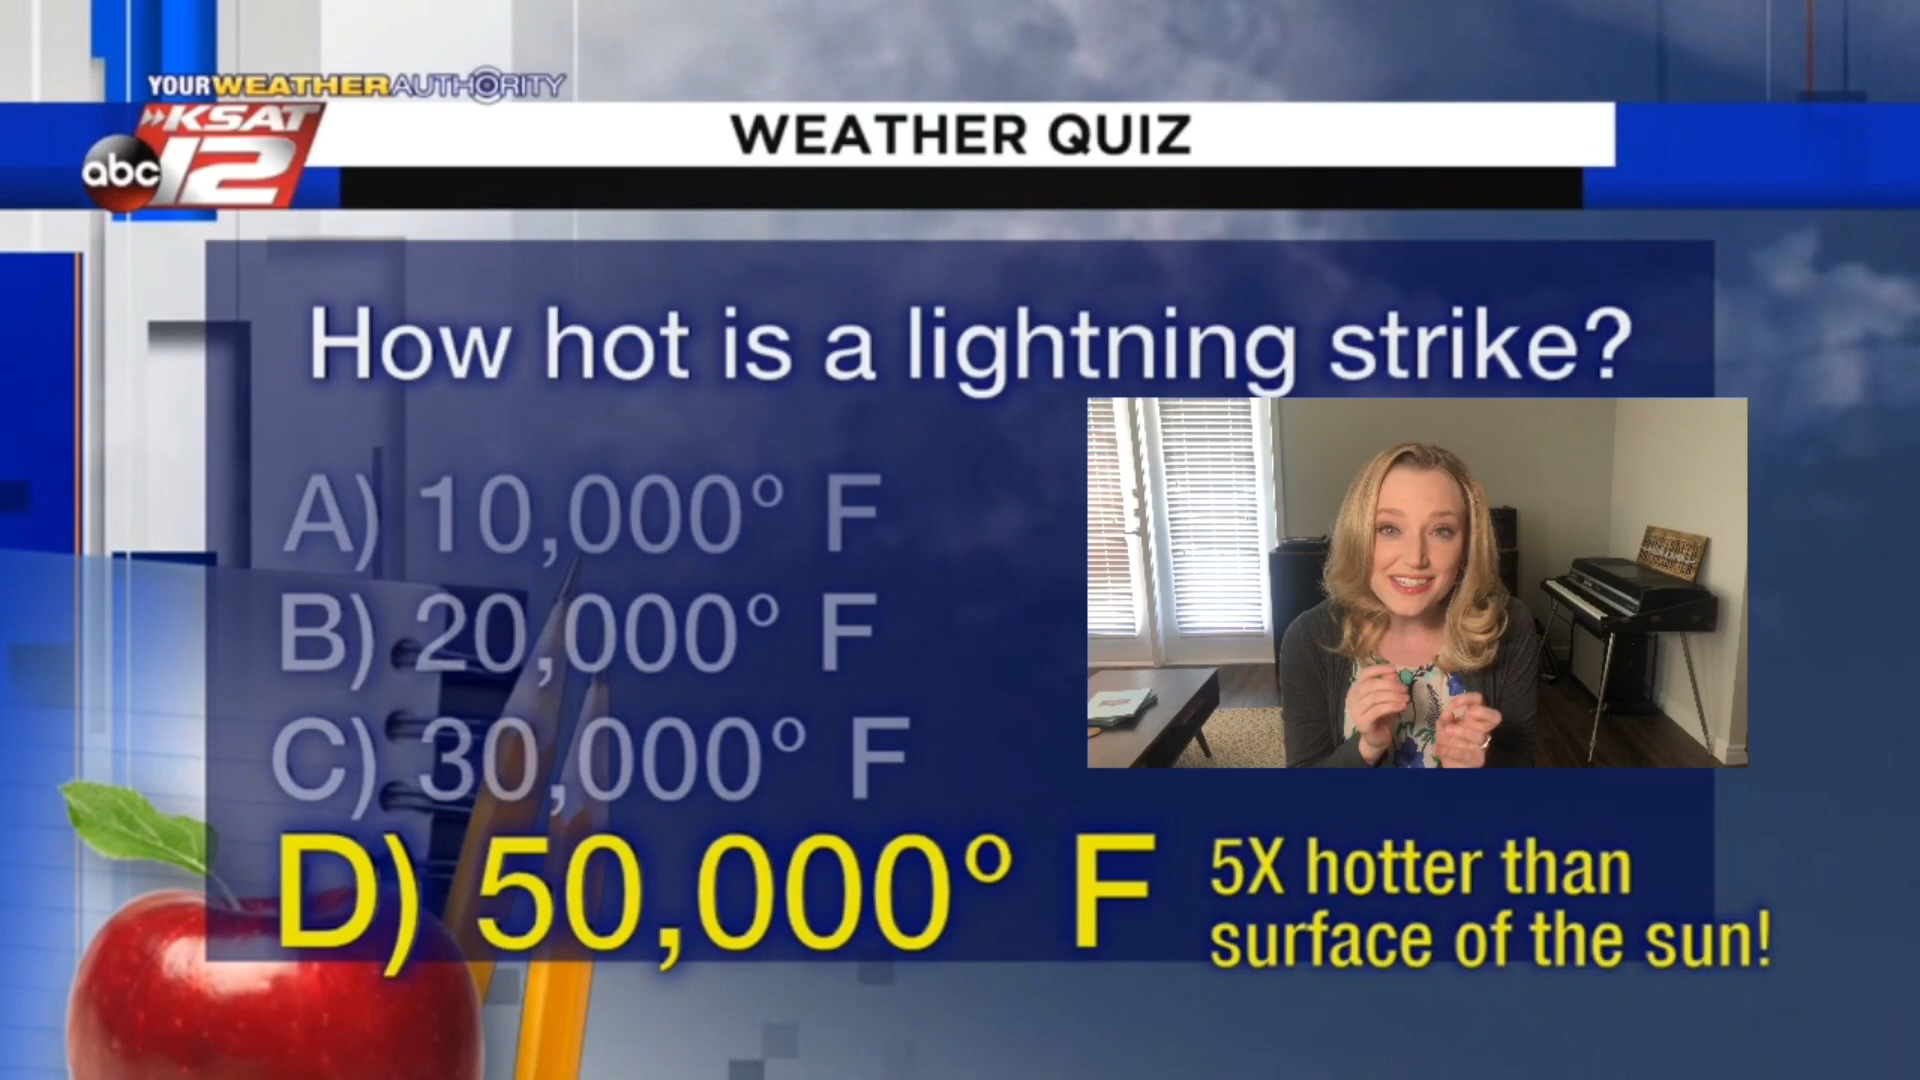 YOUR WEATHER AUTHORITY
KSAT
abc 12
WEATHER QUIZ
How hot is a lightning strike?
A) 10,000° F
B) 20,000° F
C) 30,000° F
D) 50,000° F
5X hotter than
surface of the sun!